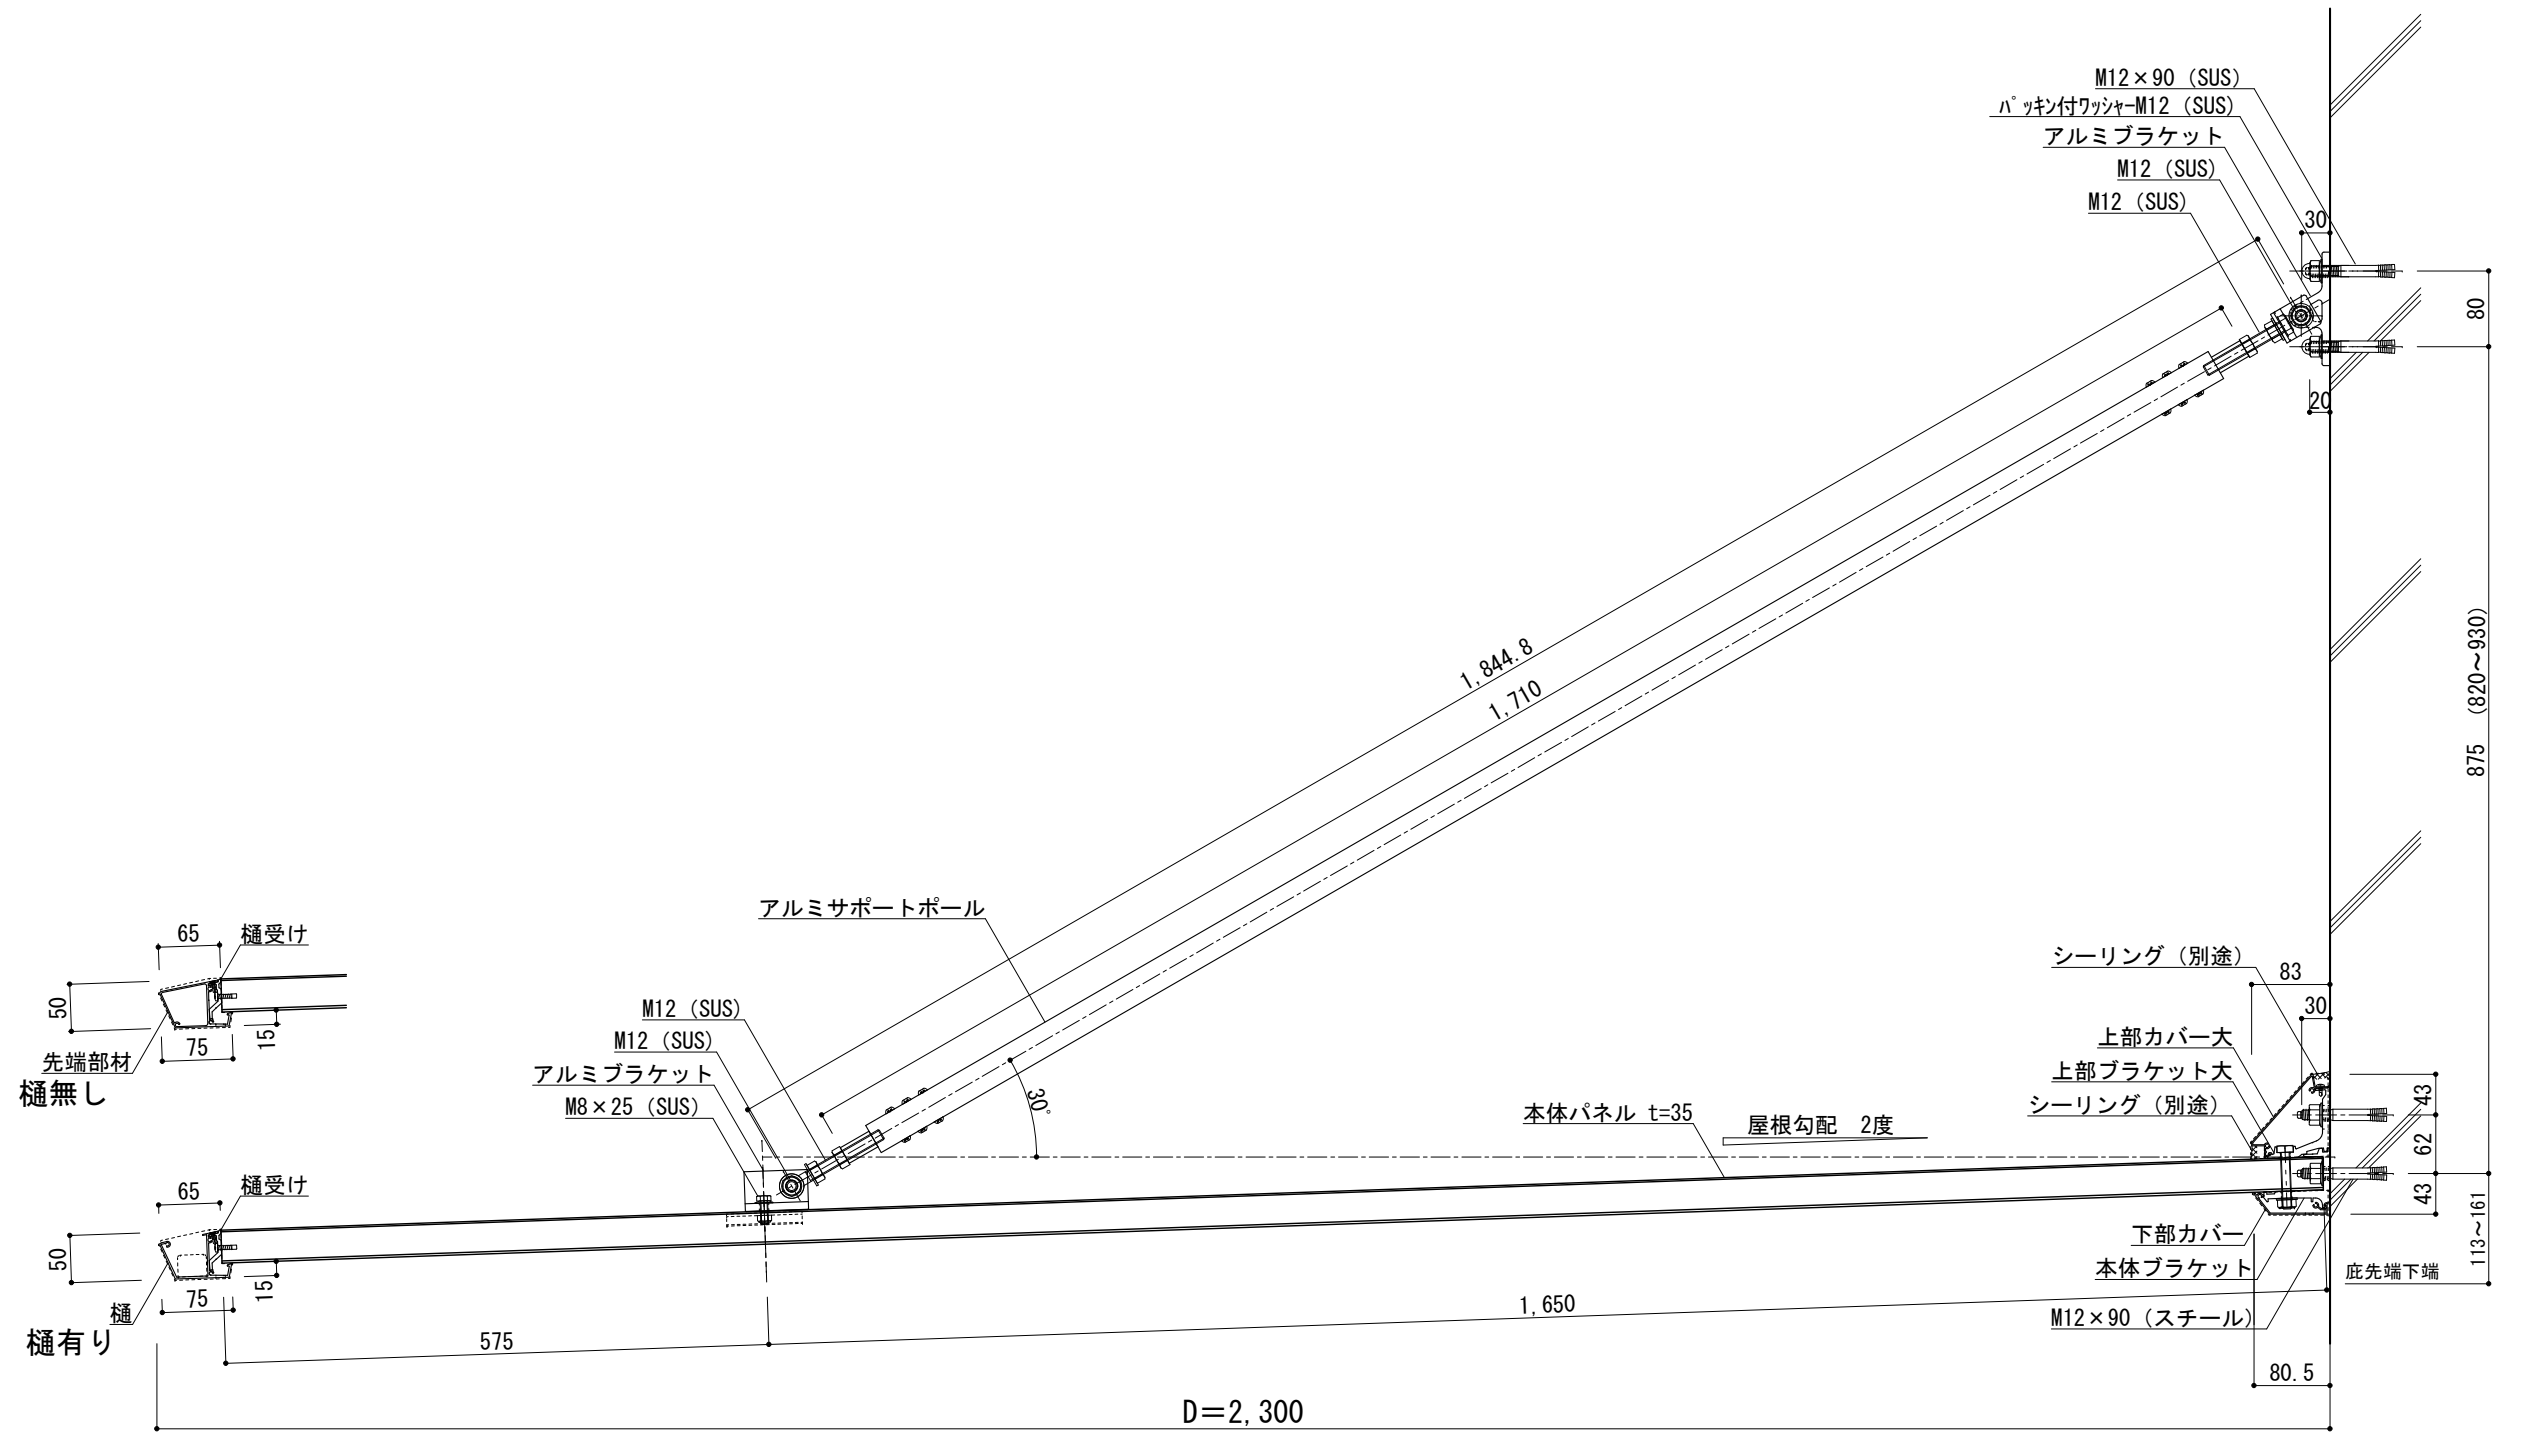 M12×90 (SUS)
パッキン付ワッシャーM12 (SUS)
アルミブラケット
M12 (SUS)
M12 (SUS)
30
80
20
1,844.8
1,710
875 (820～930)
アルミサポートポール
65
樋受け
50
15
75
先端部材
樋無し
シーリング (別途)
83
30
M12 (SUS)
M12 (SUS)
アルミブラケット
M8×25 (SUS)
30°
本体パネル t=35
屋根勾配 2度
上部カバー大
上部ブラケット大
シーリング (別途)
43
62
43
65
樋受け
50
15
75
樋
樋有り
下部カバー
本体ブラケット
M12×90 (スチール)
113～161
庇先端下端
1,650
575
80.5
D＝2,300